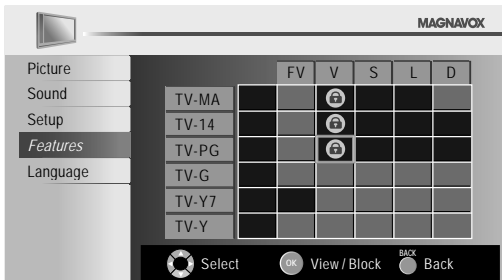 MAGNAVOX
Picture
Sound
Setup
Features
Language
FV V S L D
TV-MA
TV-14
TV-PG
TV-G
TV-Y7
TV-Y
Select
OK View / Block
BACK Back